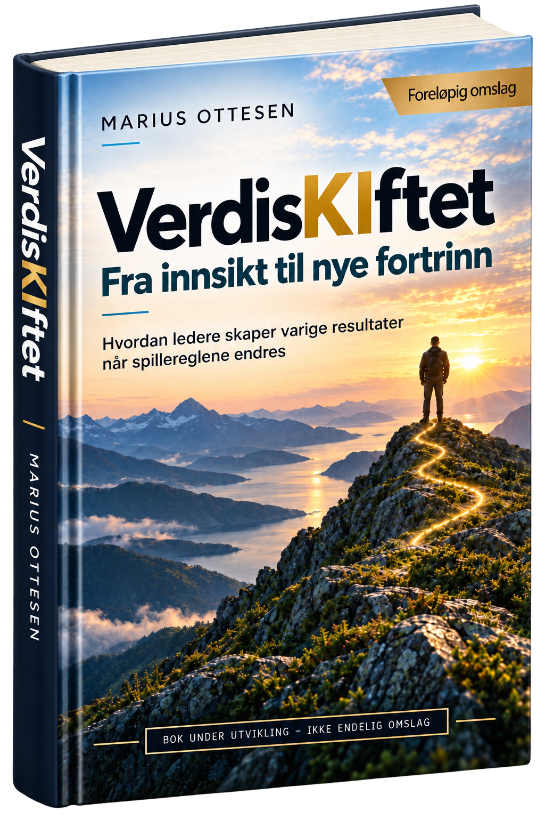 MARIUS OTTESEN
Foreløpig omslag
VerdisKIftet
Fra innsikt til nye fortrinn
Hvordan ledere skaper varige resultater
når spillereglene endres
BOK UNDER UTVIKLING – IKKE ENDELIG OMSLAG
VerdisKIftet | MARIUS OTTESEN